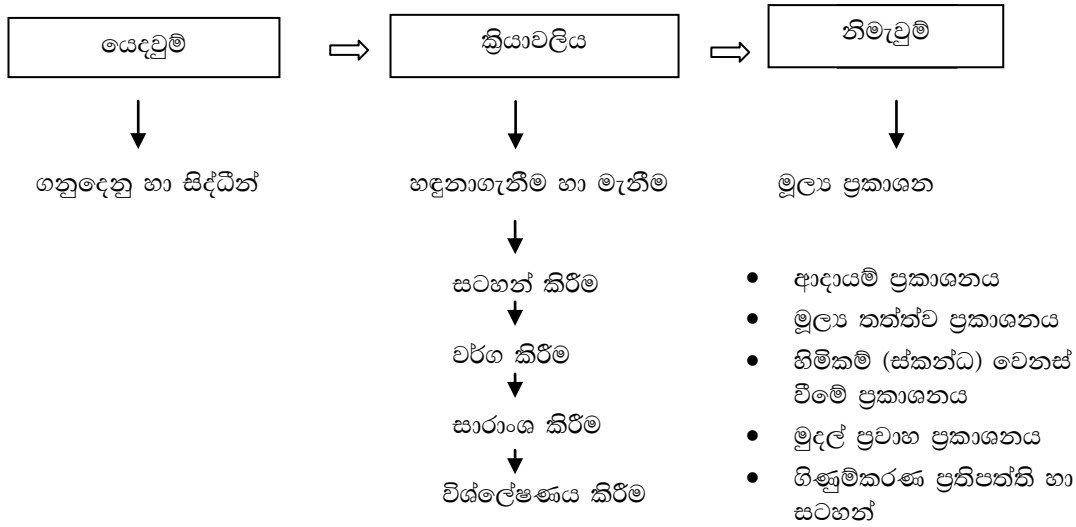 යෙදවුම්
ක්‍රියාවලිය
නිමැවුම්
ගනුදෙනු හා සිද්ධීන්
හඳුනාගැනීම හා මැනීම
මූල්‍ය ප්‍රකාශන
සටහන් කිරීම
වර්ග කිරීම
සාරාංශ කිරීම
විශ්ලේෂණය කිරීම
• ආදායම් ප්‍රකාශනය
• මූල්‍ය තත්ත්ව ප්‍රකාශනය
• හිමිකම් (ස්කන්ධ) වෙනස්
වීමේ ප්‍රකාශනය
• මුදල් ප්‍රවාහ ප්‍රකාශනය
• ගිණුම්කරණ ප්‍රතිපත්ති හා
සටහන්